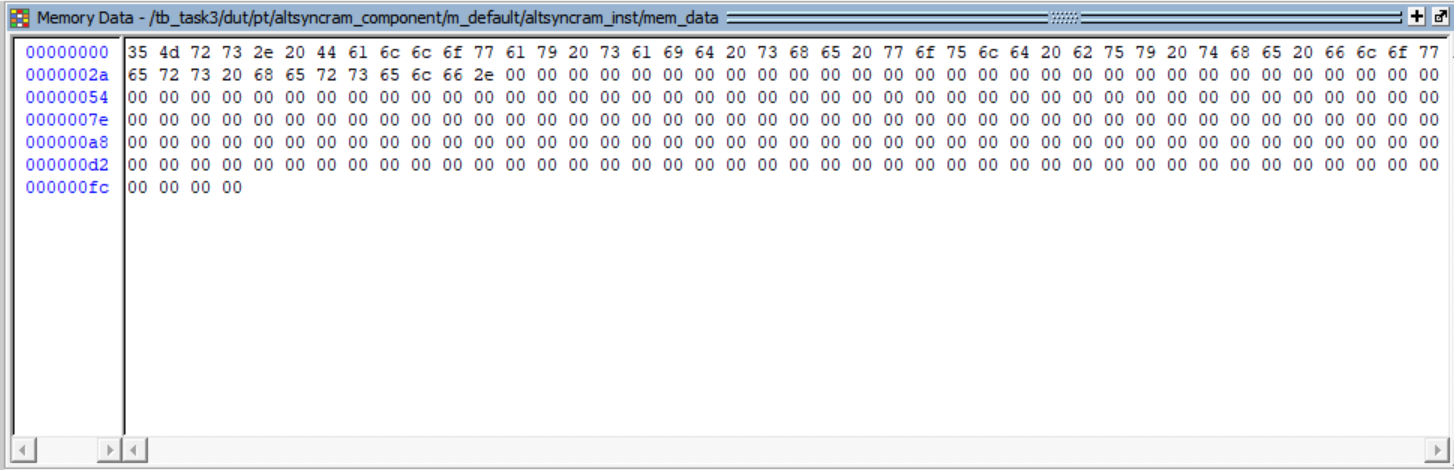 Memory Data - /tb_task3/dut/pt/altsyncram_component/m_default/altsyncram_inst/mem_data
00000000 35 4d 72 73 2e 20 44 61 6c 6c 6f 77 61 79 20 73 61 69 64 20 73 68 65 20 77 6f 75 6c 64 20 62 75 79 20 74 68 65 20 66 6c 6f 77
0000002a 65 72 73 20 68 65 72 73 65 6c 66 2e 00 00 00 00 00 00 00 00 00 00 00 00 00 00 00 00 00 00 00 00 00 00 00 00 00 00 00 00 00 00
00000054 00 00 00 00 00 00 00 00 00 00 00 00 00 00 00 00 00 00 00 00 00 00 00 00 00 00 00 00 00 00 00 00 00 00 00 00 00 00 00 00 00 00
0000007e 00 00 00 00 00 00 00 00 00 00 00 00 00 00 00 00 00 00 00 00 00 00 00 00 00 00 00 00 00 00 00 00 00 00 00 00 00 00 00 00 00 00
000000a8 00 00 00 00 00 00 00 00 00 00 00 00 00 00 00 00 00 00 00 00 00 00 00 00 00 00 00 00 00 00 00 00 00 00 00 00 00 00 00 00 00 00
000000d2 00 00 00 00 00 00 00 00 00 00 00 00 00 00 00 00 00 00 00 00 00 00 00 00 00 00 00 00 00 00 00 00 00 00 00 00 00 00 00 00 00 00
000000fc 00 00 00 00